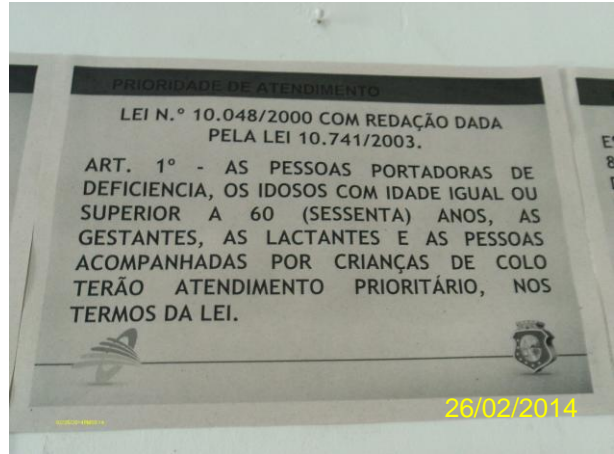 PRIORIDADE DE ATENDIMENTO
LEI N.º 10.048/2000 COM REDAÇÃO DADA
PELA LEI 10.741/2003.
ART. 1º - AS PESSOAS PORTADORAS DE
DEFICIENCIA, OS IDOSOS COM IDADE IGUAL OU
SUPERIOR A 60 (SESSENTA) ANOS, AS
GESTANTES, AS LACTANTES E AS PESSOAS
ACOMPANHADAS POR CRIANÇAS DE COLO
TERÃO ATENDIMENTO PRIORITÁRIO, NOS
TERMOS DA LEI.
26/02/2014